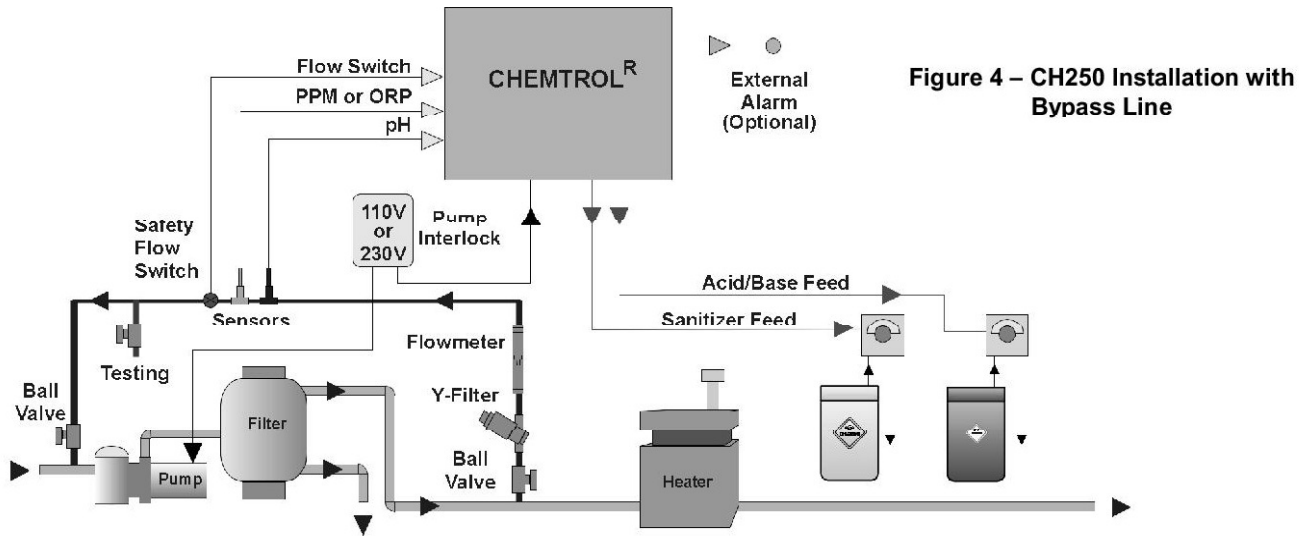 Flow Switch
PPM or ORP
pH
CHEMTROL R
External
Alarm
(Optional)
Figure 4 – CH250 Installation with
Bypass Line
110V
or
230V
Pump
Interlock
Safety
Flow
Switch
Sensors
Acid/Base Feed
Sanitizer Feed
Flowmeter
Testing
Y-Filter
Ball
Valve
Filter
Pump
Ball
Valve
Heater